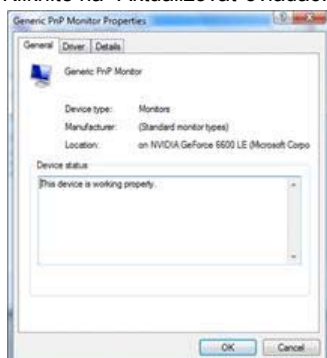 Generic PnP Monitor Properties
General Driver Details
Generic PnP Monitor
Device type: Monitors
Manufacturer: (Standard monitor types)
Location: on NVIDIA GeForce 6600 LE (Microsoft Corpo
Device status
This device is working properly.
OK Cancel